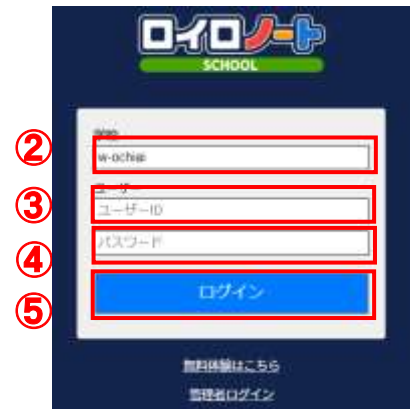 ロイロノート
SCHOOL
学校
②
w-ochiai
ユーザー
③
ユーザーID
④
パスワード
⑤
ログイン
無料体験はこちら
管理者ログイン